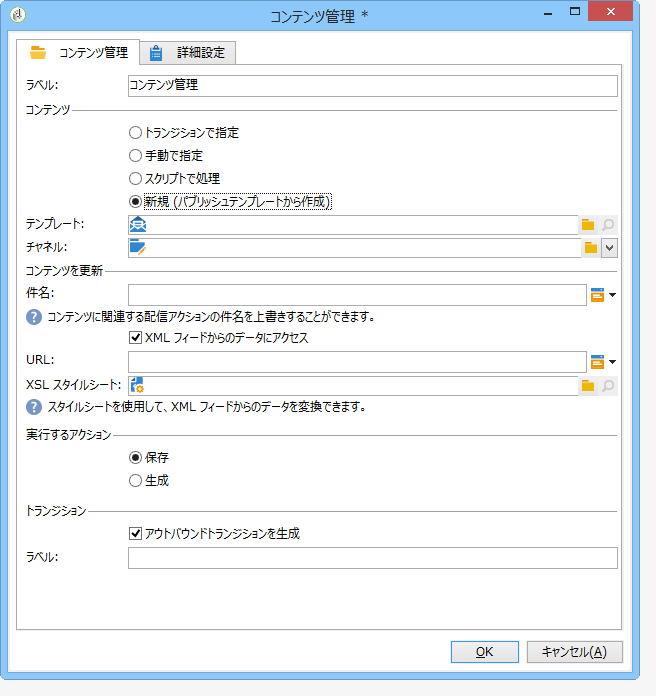 コンテンツ管理 *
コンテンツ管理 詳細設定
ラベル: コンテンツ管理
コンテンツ
トランジションで指定
手動で指定
スクリプトで処理
新規 (パブリッシュテンプレートから作成)
テンプレート:
チャネル:
コンテンツを更新
件名:
コンテンツに関連する配信アクションの件名を上書きすることができます。
XML フィードからのデータにアクセス
URL:
XSL スタイルシート:
スタイルシートを使用して、XML フィードからのデータを変換できます。
実行するアクション
保存
生成
トランジション
アウトバウンドトランジションを生成
ラベル:
OK キャンセル(A)